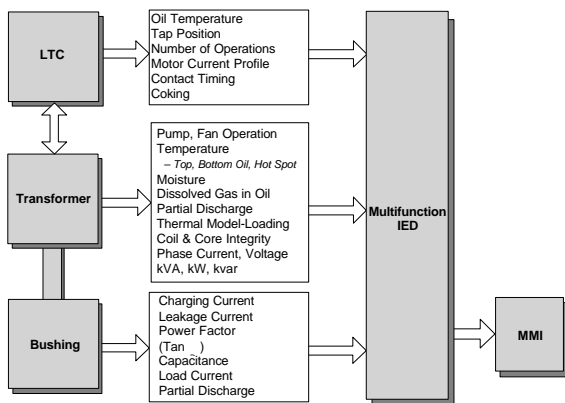 LTC
Oil Temperature
Tap Position
Number of Operations
Motor Current Profile
Contact Timing
Coking
Transformer
Pump, Fan Operation
Temperature
– Top, Bottom Oil, Hot Spot
Moisture
Dissolved Gas in Oil
Partial Discharge
Thermal Model-Loading
Coil & Core Integrity
Phase Current, Voltage
kVA, kW, kvar
Bushing
Charging Current
Leakage Current
Power Factor
(Tan )
Capacitance
Load Current
Partial Discharge
Multifunction
IED
MMI